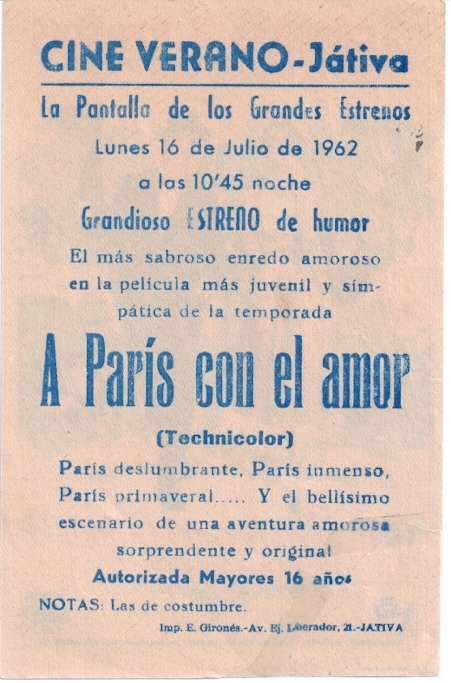 CINE VERANO-Játiva
La Pantalla de los Grandes Estrenos
Lunes 16 de Julio de 1962
a las 10'45 noche
Grandioso ESTRENO de humor
El más sabroso enredo amoroso
en la película más juvenil y sim-
pática de la temporada
A París con el amor
(Technicolor)
París deslumbrante, París inmenso,
París primaveral..... Y el bellísimo
escenario de una aventura amorosa
sorprendente y original
Autorizada Mayores 16 años
NOTAS: Las de costumbre.
Imp. E. Gironés.-Av. Ej. Liberador, 21.-JATIVA